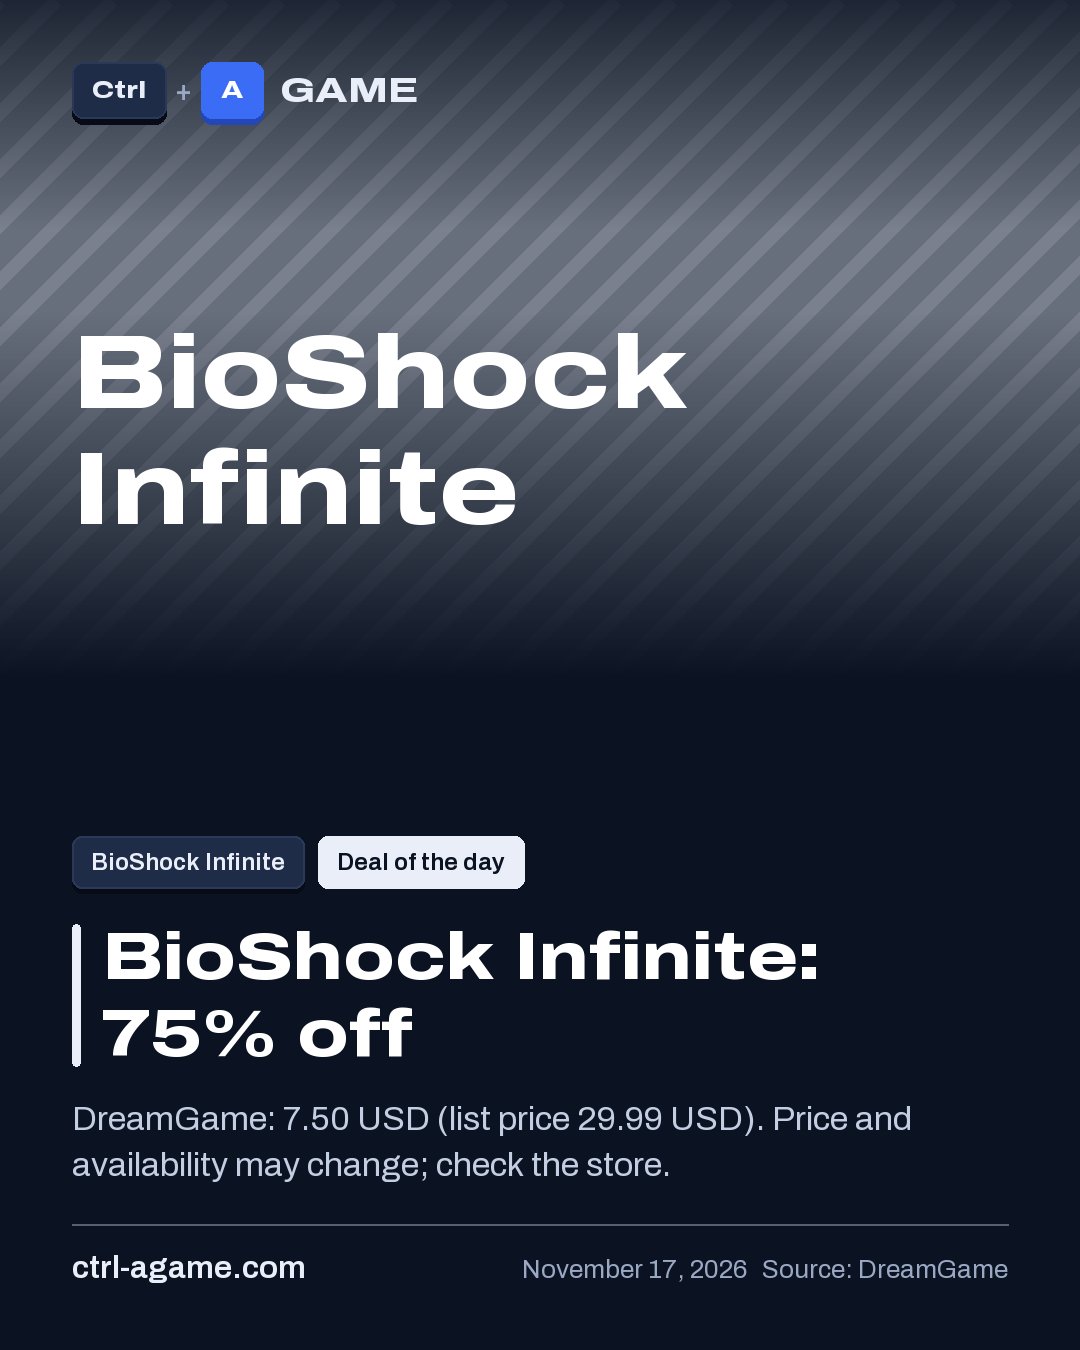 Ctrl + A GAME
BioShock
Infinite
BioShock Infinite
Deal of the day
BioShock Infinite:
75% off
DreamGame: 7.50 USD (list price 29.99 USD). Price and
availability may change; check the store.
ctrl-agame.com
November 17, 2026 Source: DreamGame